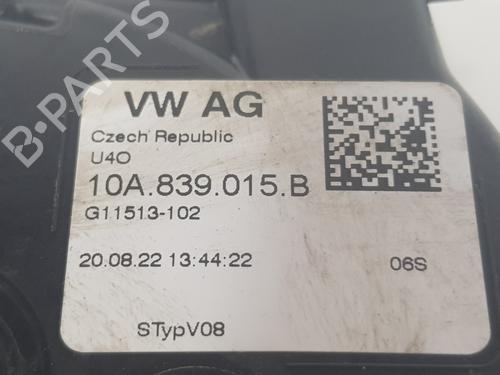 B-PARTS
VW AG
Czech Republic
U4O
10A.839.015.B
G11513-102
20.08.22 13:44:22 06S
STypV08